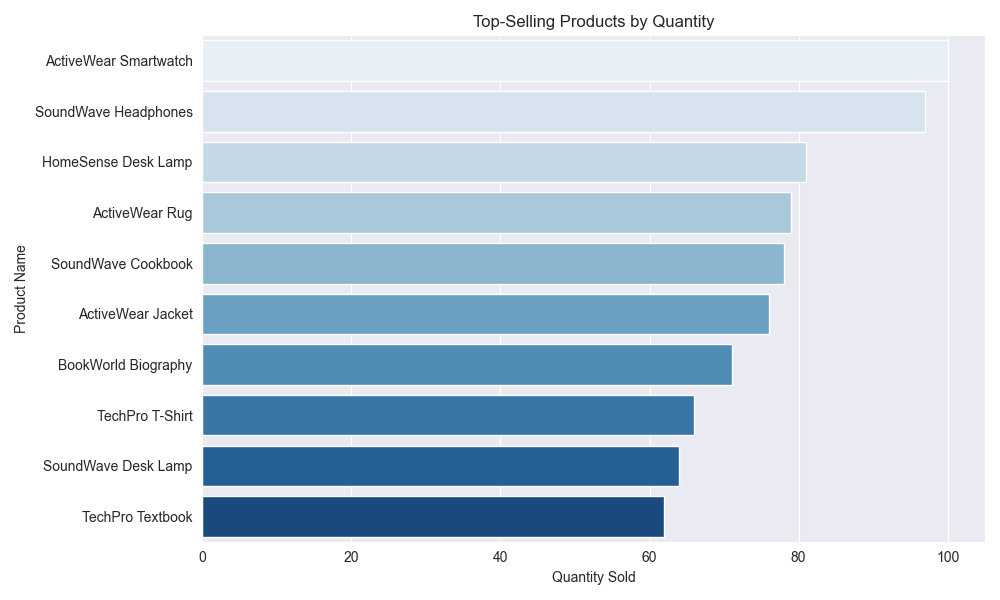 Top-Selling Products by Quantity
Product Name
ActiveWear Smartwatch
SoundWave Headphones
HomeSense Desk Lamp
ActiveWear Rug
SoundWave Cookbook
ActiveWear Jacket
BookWorld Biography
TechPro T-Shirt
SoundWave Desk Lamp
TechPro Textbook
0 20 40 60 80 100
Quantity Sold